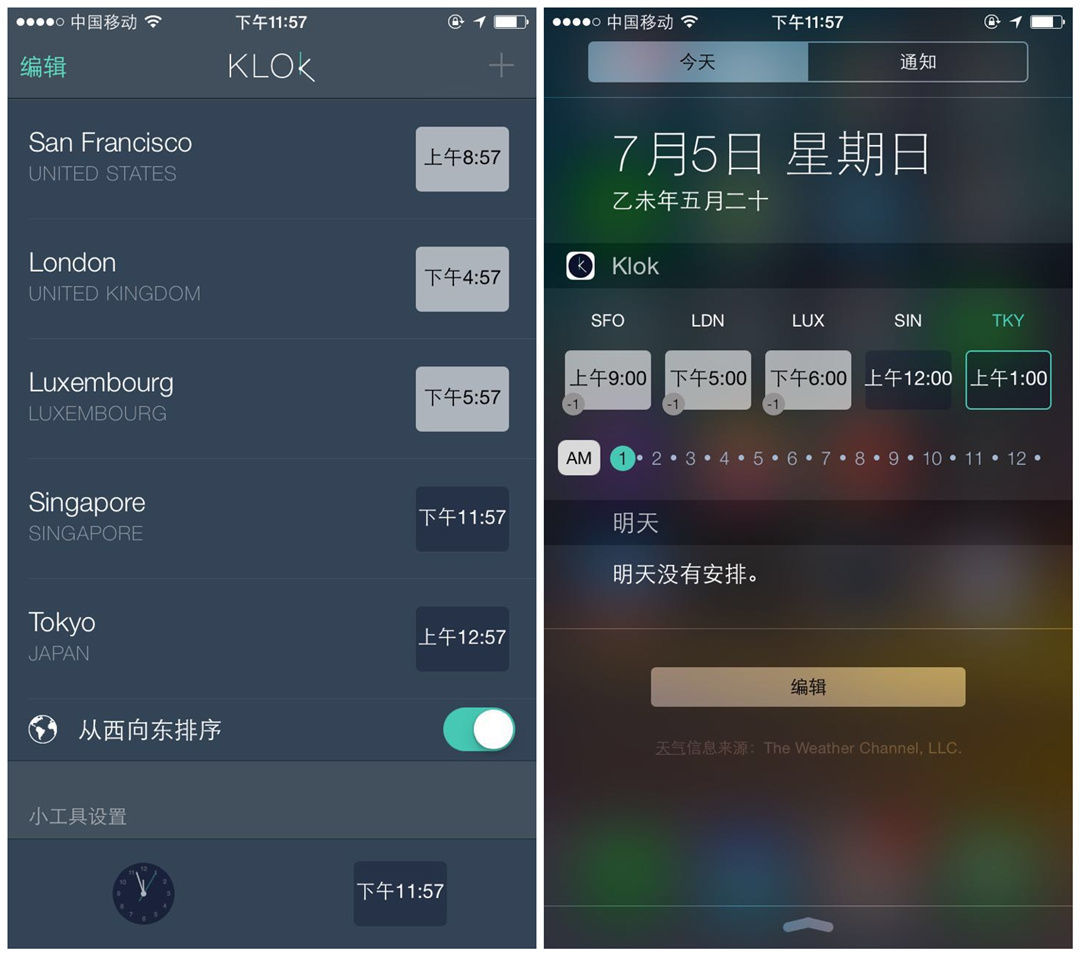 中国移动 下午11:57
编辑 KLOk
San Francisco
UNITED STATES
上午8:57
London
UNITED KINGDOM
下午4:57
Luxembourg
LUXEMBOURG
下午5:57
Singapore
SINGAPORE
下午11:57
Tokyo
JAPAN
上午12:57
从西向东排序
小工具设置
下午11:57
中国移动 下午11:57
今天 通知
7月5日 星期日
乙未年五月二十
Klok
SFO LDN LUX SIN TKY
上午9:00 下午5:00 下午6:00 上午12:00 上午1:00
-1 -1 -1
AM 1 • 2 • 3 • 4 • 5 • 6 • 7 • 8 • 9 • 10 • 11 • 12 •
明天
明天没有安排。
编辑
天气信息来源：The Weather Channel, LLC.